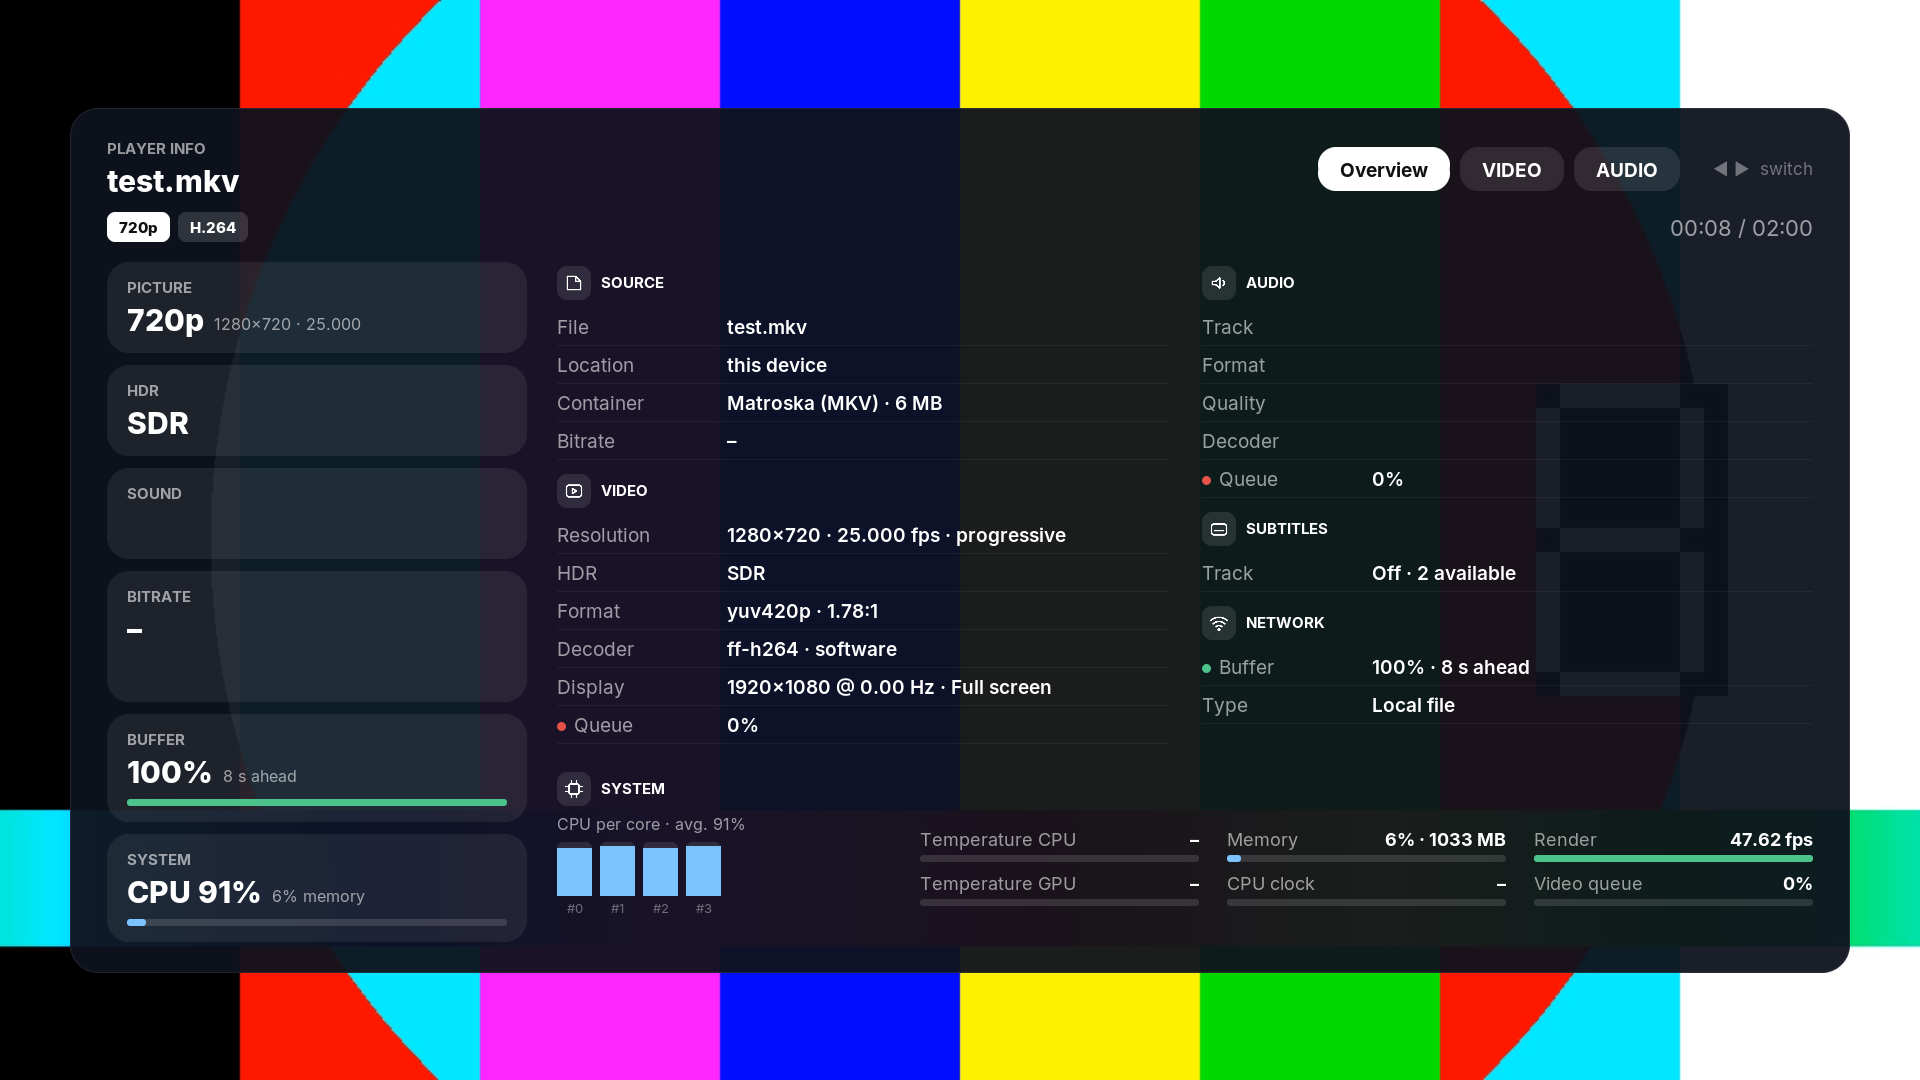 PLAYER INFO
test.mkv
720p H.264
Overview VIDEO AUDIO ◀ ▶ switch
00:08 / 02:00
PICTURE
720p 1280×720 · 25.000
HDR
SDR
SOUND
BITRATE
–
BUFFER
100% 8 s ahead
SYSTEM
CPU 91% 6% memory
SOURCE
File test.mkv
Location this device
Container Matroska (MKV) · 6 MB
Bitrate –
VIDEO
Resolution 1280×720 · 25.000 fps · progressive
HDR SDR
Format yuv420p · 1.78:1
Decoder ff-h264 · software
Display 1920×1080 @ 0.00 Hz · Full screen
Queue 0%
AUDIO
Track
Format
Quality
Decoder
Queue 0%
SUBTITLES
Track Off · 2 available
NETWORK
Buffer 100% · 8 s ahead
Type Local file
SYSTEM
CPU per core · avg. 91%
#0 #1 #2 #3
Temperature CPU –
Memory 6% · 1033 MB
Render 47.62 fps
Temperature GPU –
CPU clock –
Video queue 0%